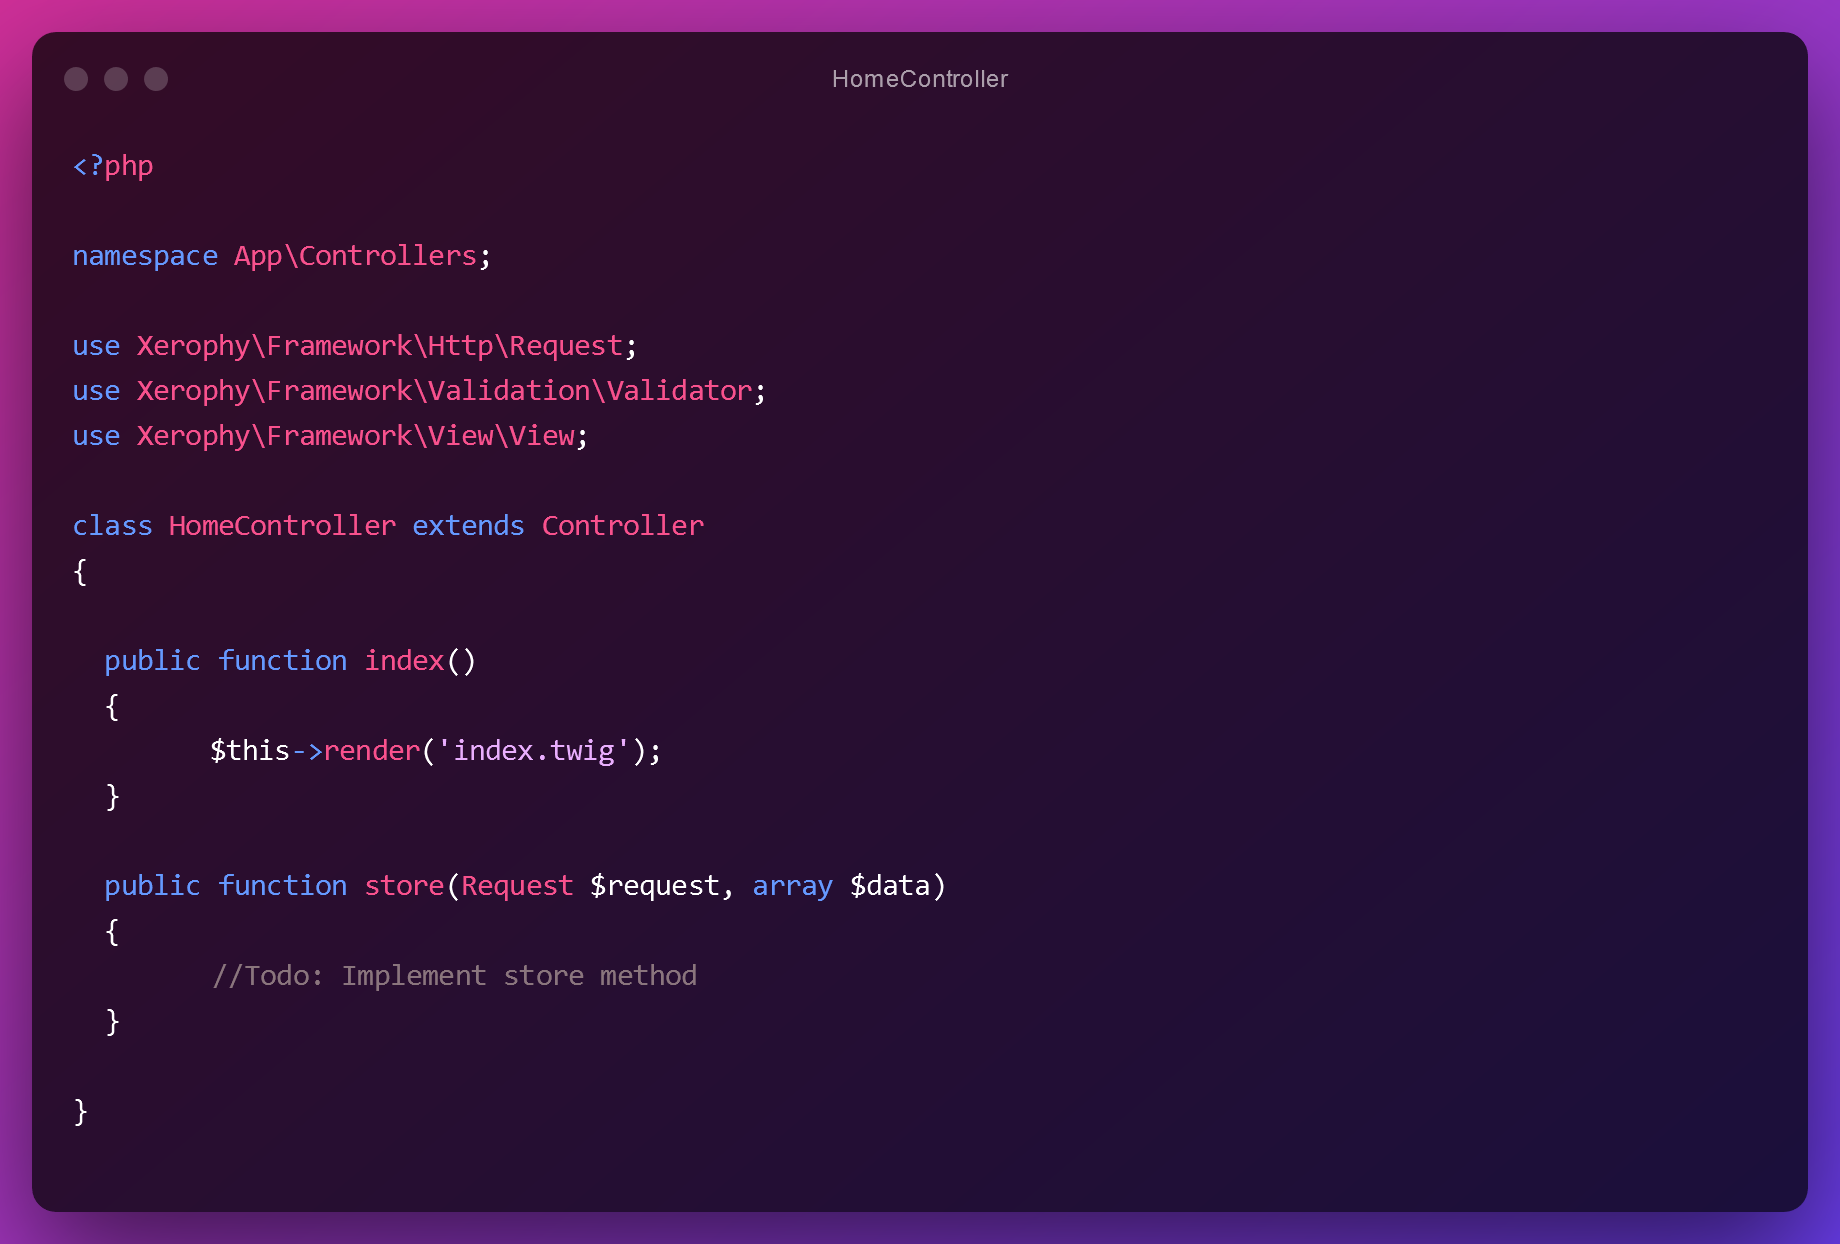 HomeController
<?php
namespace App\Controllers;
use Xerophy\Framework\Http\Request;
use Xerophy\Framework\Validation\Validator;
use Xerophy\Framework\View\View;
class HomeController extends Controller
{
public function index()
{
$this->render('index.twig');
}
public function store(Request $request, array $data)
{
//Todo: Implement store method
}
}